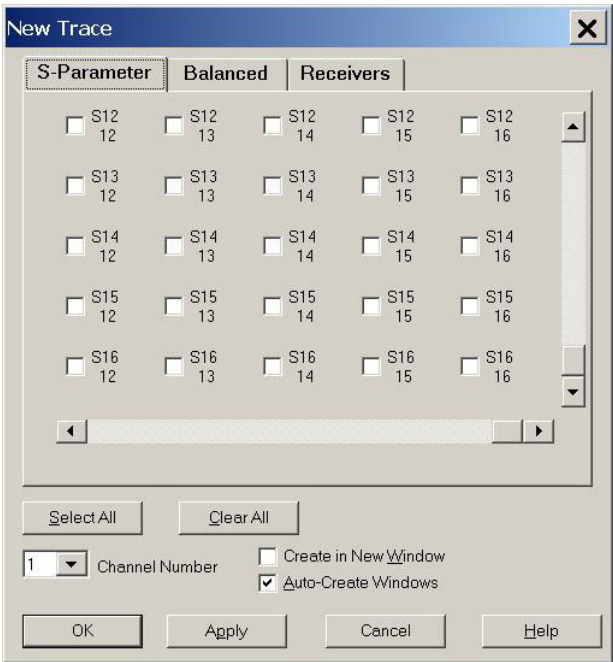 New Trace
S-Parameter Balanced Receivers
S12 S12 S12 S12 S12
12 13 14 15 16
S13 S13 S13 S13 S13
12 13 14 15 16
S14 S14 S14 S14 S14
12 13 14 15 16
S15 S15 S15 S15 S15
12 13 14 15 16
S16 S16 S16 S16 S16
12 13 14 15 16
Select All Clear All
1 Channel Number
Create in New Window
Auto-Create Windows
OK Apply Cancel Help